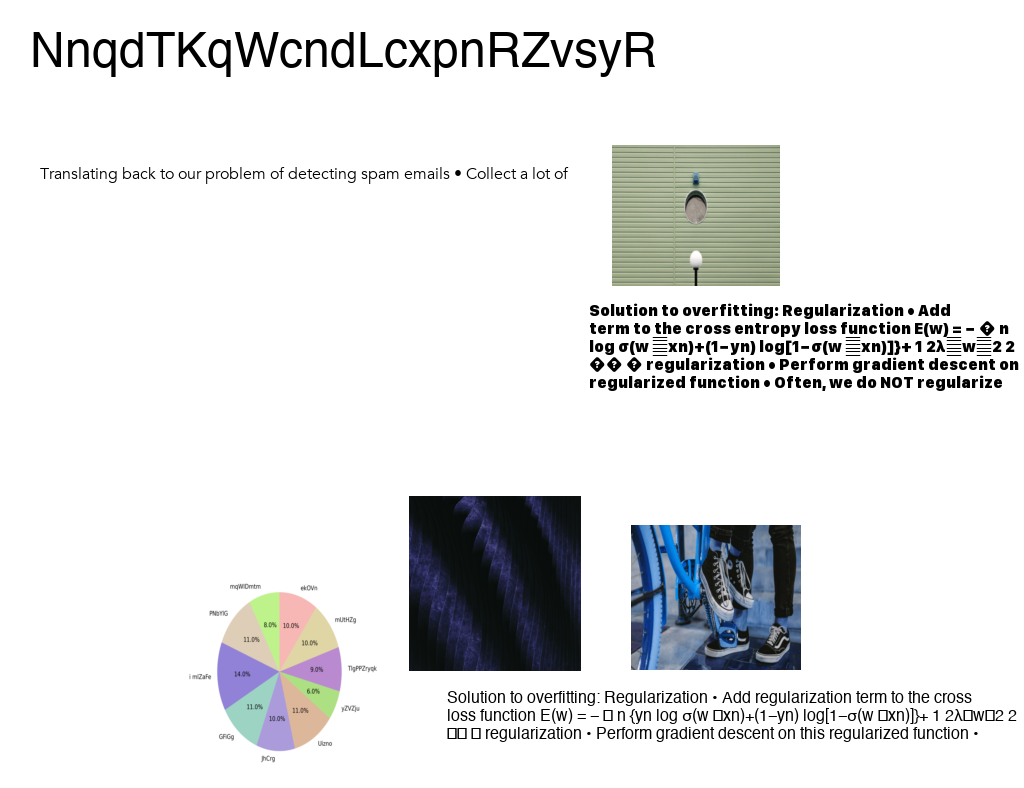 NnqdTKqWcndLcxpnRZvsyR
Translating back to our problem of detecting spam emails • Collect a lot of
Solution to overfitting: Regularization • Add
term to the cross entropy loss function E(w) = − � n
log σ(w xn)+(1−yn) log[1−σ(w xn)]}+ 1 2λ w 2 2
�� � regularization • Perform gradient descent on
regularized function • Often, we do NOT regularize
mqWlDmtm
ekOVn
PNbYlG
mUtHZg
8.0%
10.0%
11.0%
10.0%
i mlZaFe
14.0%
9.0%
TlgPPZryqk
6.0%
11.0%
10.0%
11.0%
yZVZju
GFiGg
Uizno
JhCrg
Solution to overfitting: Regularization • Add regularization term to the cross
loss function E(w) = − □ n {yn log σ(w □xn)+(1−yn) log[1−σ(w □xn)]}+ 1 2λ□w□2 2
□□ □ regularization • Perform gradient descent on this regularized function •